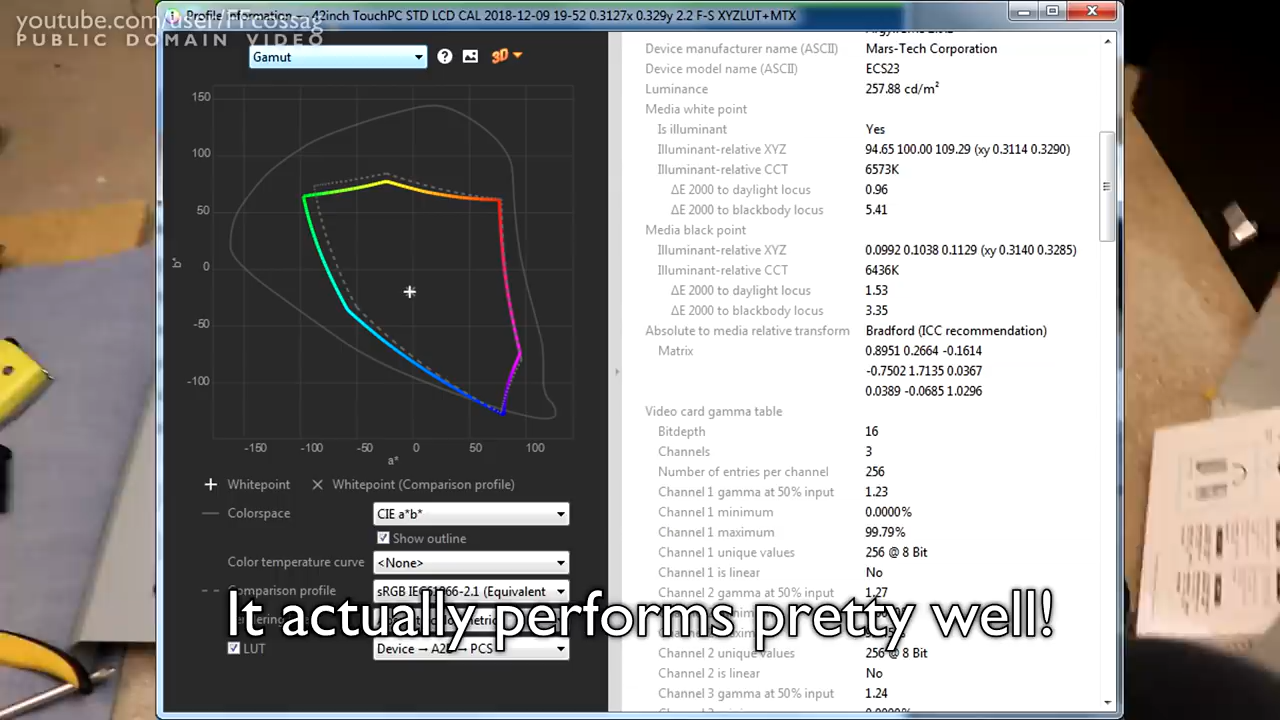 youtube.com/user/FFcossag
PUBLIC DOMAIN VIDEO
Profile information - 42inch TouchPC STD LCD CAL 2018-12-09 19-52 0.3127x 0.329y 2.2 F-S XYZLUT+MTX
Gamut
3D
150
100
50
0
-50
-100
b*
-150
-100
-50
0
50
100
a*
Whitepoint
Whitepoint (Comparison profile)
Colorspace
CIE a*b*
Show outline
Color temperature curve
<None>
Comparison profile
sRGB IEC61966-2.1 (Equivalent
LUT
Device → A2B → PCS
Device manufacturer name (ASCII) Mars-Tech Corporation
Device model name (ASCII) ECS23
Luminance 257.88 cd/m²
Media white point
Is illuminant Yes
Illuminant-relative XYZ 94.65 100.00 109.29 (xy 0.3114 0.3290)
Illuminant-relative CCT 6573K
ΔE 2000 to daylight locus 0.96
ΔE 2000 to blackbody locus 5.41
Media black point
Illuminant-relative XYZ 0.0992 0.1038 0.1129 (xy 0.3140 0.3285)
Illuminant-relative CCT 6436K
ΔE 2000 to daylight locus 1.53
ΔE 2000 to blackbody locus 3.35
Absolute to media relative transform Bradford (ICC recommendation)
Matrix 0.8951 0.2664 -0.1614
-0.7502 1.7135 0.0367
0.0389 -0.0685 1.0296
Video card gamma table
Bitdepth 16
Channels 3
Number of entries per channel 256
Channel 1 gamma at 50% input 1.23
Channel 1 minimum 0.0000%
Channel 1 maximum 99.79%
Channel 1 unique values 256 @ 8 Bit
Channel 1 is linear No
Channel 2 gamma at 50% input 1.27
Channel 2 unique values 256 @ 8 Bit
Channel 2 is linear No
Channel 3 gamma at 50% input 1.24
It actually performs pretty well!